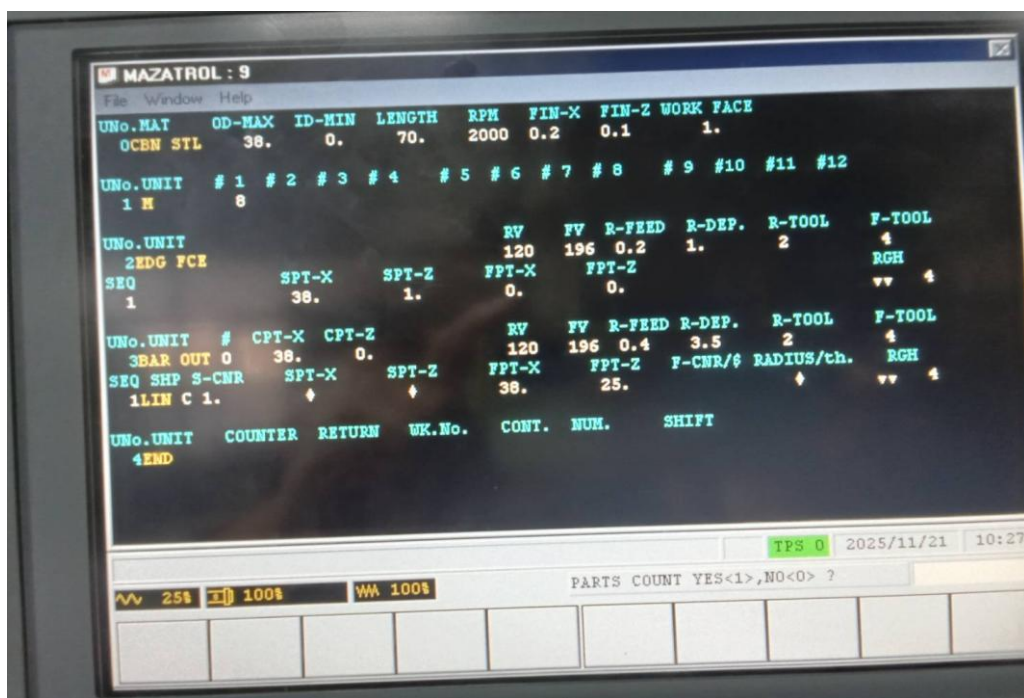 MAZATROL : 9
File Window Help
UNo.MAT OD-MAX ID-MIN LENGTH RPM FIN-X FIN-Z WORK FACE
0CBN STL 38. 0. 70. 2000 0.2 0.1 1.
UNo.UNIT # 1 # 2 # 3 # 4 # 5 # 6 # 7 # 8 # 9 #10 #11 #12
1 M 8
UNo.UNIT RV FV R-FEED R-DEP. R-TOOL F-TOOL
2EDG FCE 120 196 0.2 1. 2 4
SEQ SPT-X SPT-Z FPT-X FPT-Z RGH
1 38. 1. 0. 0. ▼▼ 4
UNo.UNIT # CPT-X CPT-Z RV FV R-FEED R-DEP. R-TOOL F-TOOL
3BAR OUT 0 38. 0. 120 196 0.4 3.5 2 4
SEQ SHP S-CNR SPT-X SPT-Z FPT-X FPT-Z F-CNR/$ RADIUS/th. RGH
1LIN C 1. ♦ ♦ 38. 25. ♦ ▼▼ 4
UNo.UNIT COUNTER RETURN WK.No. CONT. NUM. SHIFT
4END
TPS 0 2025/11/21 10:27
PARTS COUNT YES<1>,NO<0> ?
25% 100% 100%